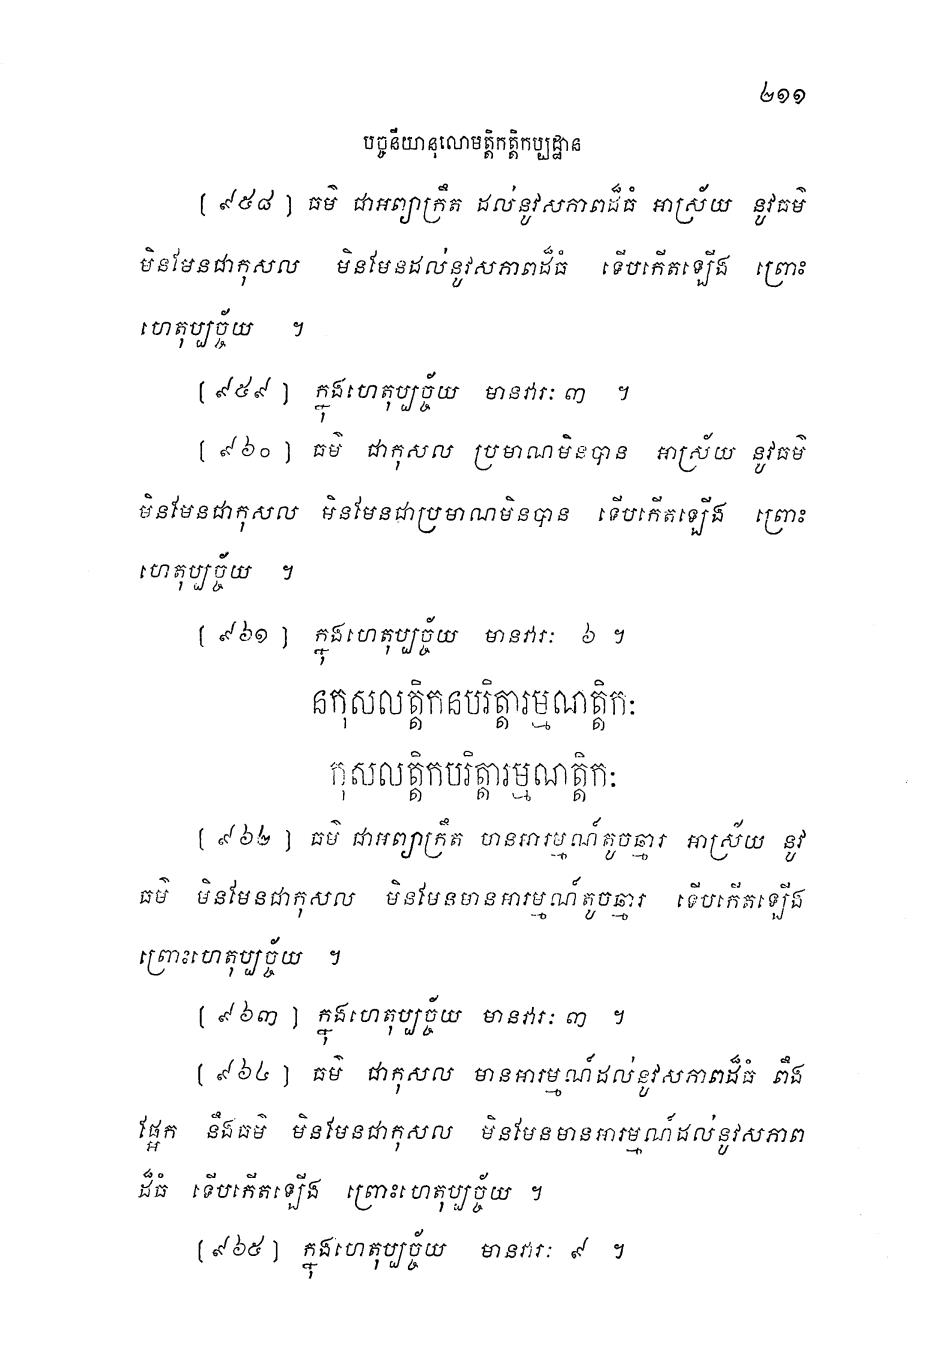 ២១១
បច្ចនីយានុលោមត្តិកត្តិកប្បដ្ឋាន
(៩៥៨) ធម៌ ជាអព្យាក្រឹត ដល់នូវសភាពដ៏ធំ អាស្រ័យ នូវធម៌
មិនមែនជាកុសល មិនមែនដល់នូវសភាពដ៏ធំ ទើបកើតឡើង ព្រោះ
ហេតុប្បច្ច័យ ។
(៩៥៩) ក្នុងហេតុប្បច្ច័យ មានវារៈ ៣ ។
(៩៦០) ធម៌ ជាកុសល ប្រមាណមិនបាន អាស្រ័យ នូវធម៌
មិនមែនជាកុសល មិនមែនជាប្រមាណមិនបាន ទើបកើតឡើង ព្រោះ
ហេតុប្បច្ច័យ ។
(៩៦១) ក្នុងហេតុប្បច្ច័យ មានវារៈ ៦ ។
នកុសលត្តិកនបរិត្តារម្មណត្តិកៈ
កុសលត្តិកបរិត្តារម្មណត្តិកៈ
(៩៦២) ធម៌ ជាអព្យាក្រឹត មានអារម្មណ៍តូចឆ្មារ អាស្រ័យ នូវ
ធម៌ មិនមែនជាកុសល មិនមែនមានអារម្មណ៍តូចឆ្មារ ទើបកើតឡើង
ព្រោះហេតុប្បច្ច័យ ។
(៩៦៣) ក្នុងហេតុប្បច្ច័យ មានវារៈ ៣ ។
(៩៦៤) ធម៌ ជាកុសល មានអារម្មណ៍ដល់នូវសភាពដ៏ធំ ពឹង
ផ្អែក នឹងធម៌ មិនមែនជាកុសល មិនមែនមានអារម្មណ៍ដល់នូវសភាព
ដ៏ធំ ទើបកើតឡើង ព្រោះហេតុប្បច្ច័យ ។
(៩៦៥) ក្នុងហេតុប្បច្ច័យ មានវារៈ ៩ ។